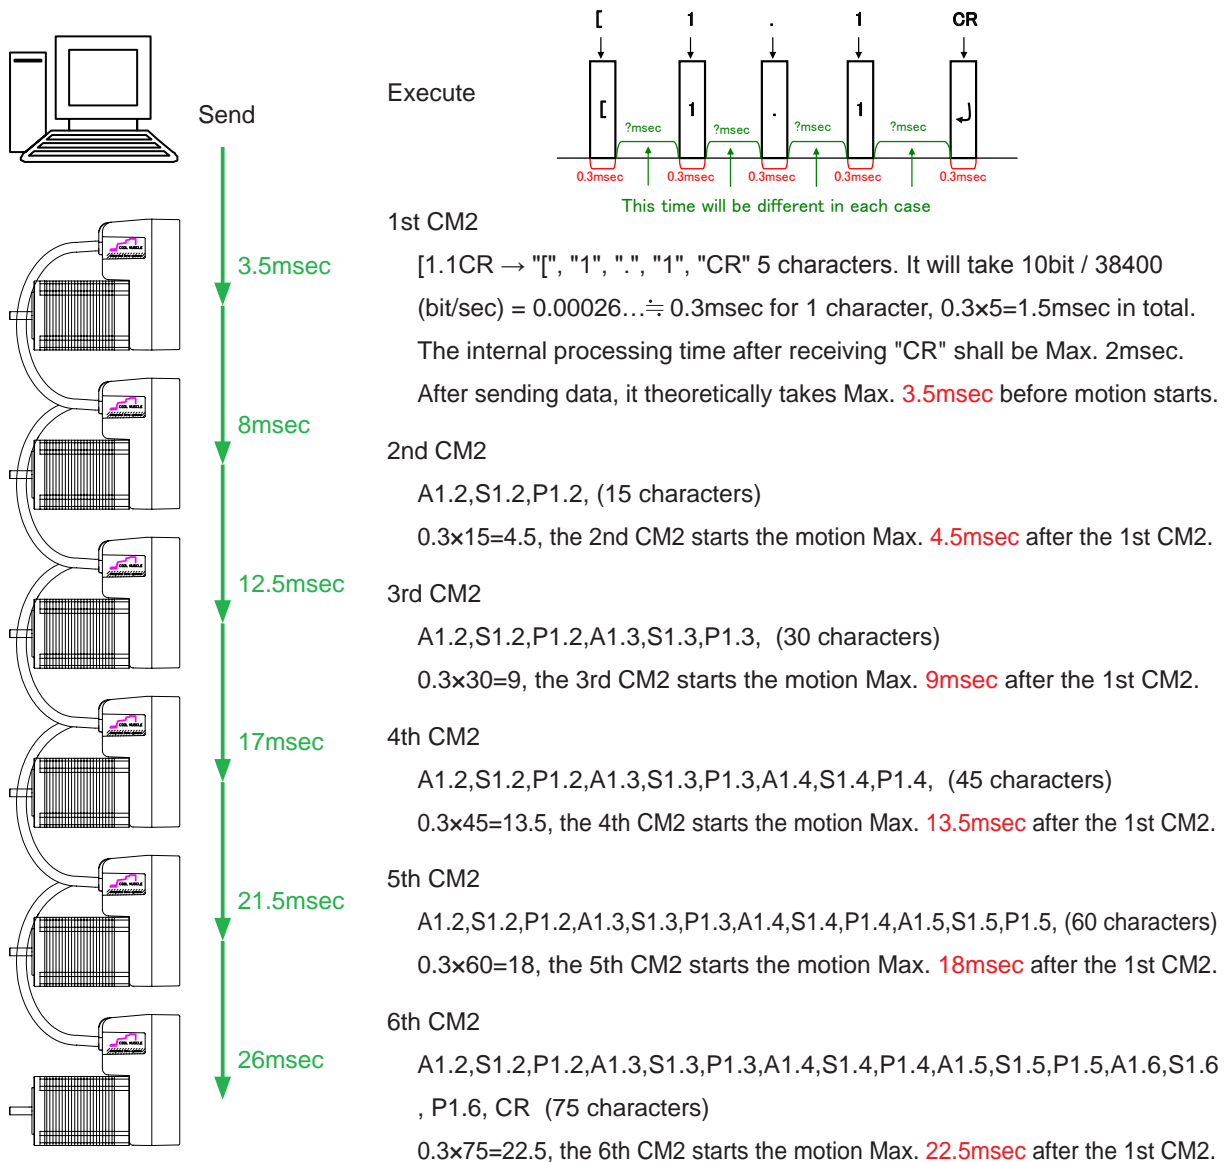 [ 1 . 1 CR
Send
Execute
[ 1 . 1
?msec ?msec ?msec ?msec
0.3msec 0.3msec 0.3msec 0.3msec 0.3msec
This time will be different in each case
1st CM2
[1.1CR → "[", "1", ".", "1", "CR" 5 characters. It will take 10bit / 38400
(bit/sec) = 0.00026…≒ 0.3msec for 1 character, 0.3×5=1.5msec in total.
The internal processing time after receiving "CR" shall be Max. 2msec.
After sending data, it theoretically takes Max. 3.5msec before motion starts.
2nd CM2
A1.2,S1.2,P1.2, (15 characters)
0.3×15=4.5, the 2nd CM2 starts the motion Max. 4.5msec after the 1st CM2.
3rd CM2
A1.2,S1.2,P1.2,A1.3,S1.3,P1.3, (30 characters)
0.3×30=9, the 3rd CM2 starts the motion Max. 9msec after the 1st CM2.
4th CM2
A1.2,S1.2,P1.2,A1.3,S1.3,P1.3,A1.4,S1.4,P1.4, (45 characters)
0.3×45=13.5, the 4th CM2 starts the motion Max. 13.5msec after the 1st CM2.
5th CM2
A1.2,S1.2,P1.2,A1.3,S1.3,P1.3,A1.4,S1.4,P1.4,A1.5,S1.5,P1.5, (60 characters)
0.3×60=18, the 5th CM2 starts the motion Max. 18msec after the 1st CM2.
6th CM2
A1.2,S1.2,P1.2,A1.3,S1.3,P1.3,A1.4,S1.4,P1.4,A1.5,S1.5,P1.5,A1.6,S1.6
, P1.6, CR (75 characters)
0.3×75=22.5, the 6th CM2 starts the motion Max. 22.5msec after the 1st CM2.
3.5msec
8msec
12.5msec
17msec
21.5msec
26msec
COOL MUSCLE
COOL MUSCLE
COOL MUSCLE
COOL MUSCLE
COOL MUSCLE
COOL MUSCLE